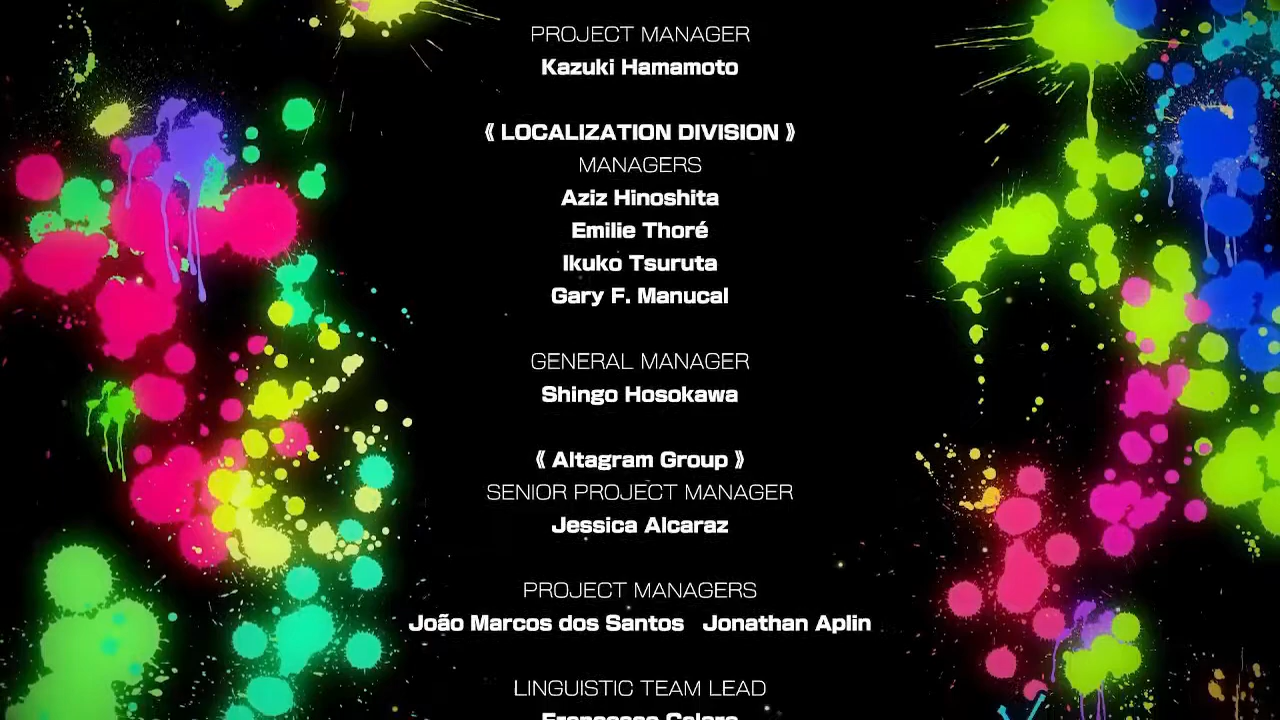 PROJECT MANAGER
Kazuki Hamamoto
《 LOCALIZATION DIVISION 》
MANAGERS
Aziz Hinoshita
Emilie Thoré
Ikuko Tsuruta
Gary F. Manucal
GENERAL MANAGER
Shingo Hosokawa
《 Altagram Group 》
SENIOR PROJECT MANAGER
Jessica Alcaraz
PROJECT MANAGERS
João Marcos dos Santos Jonathan Aplin
LINGUISTIC TEAM LEAD